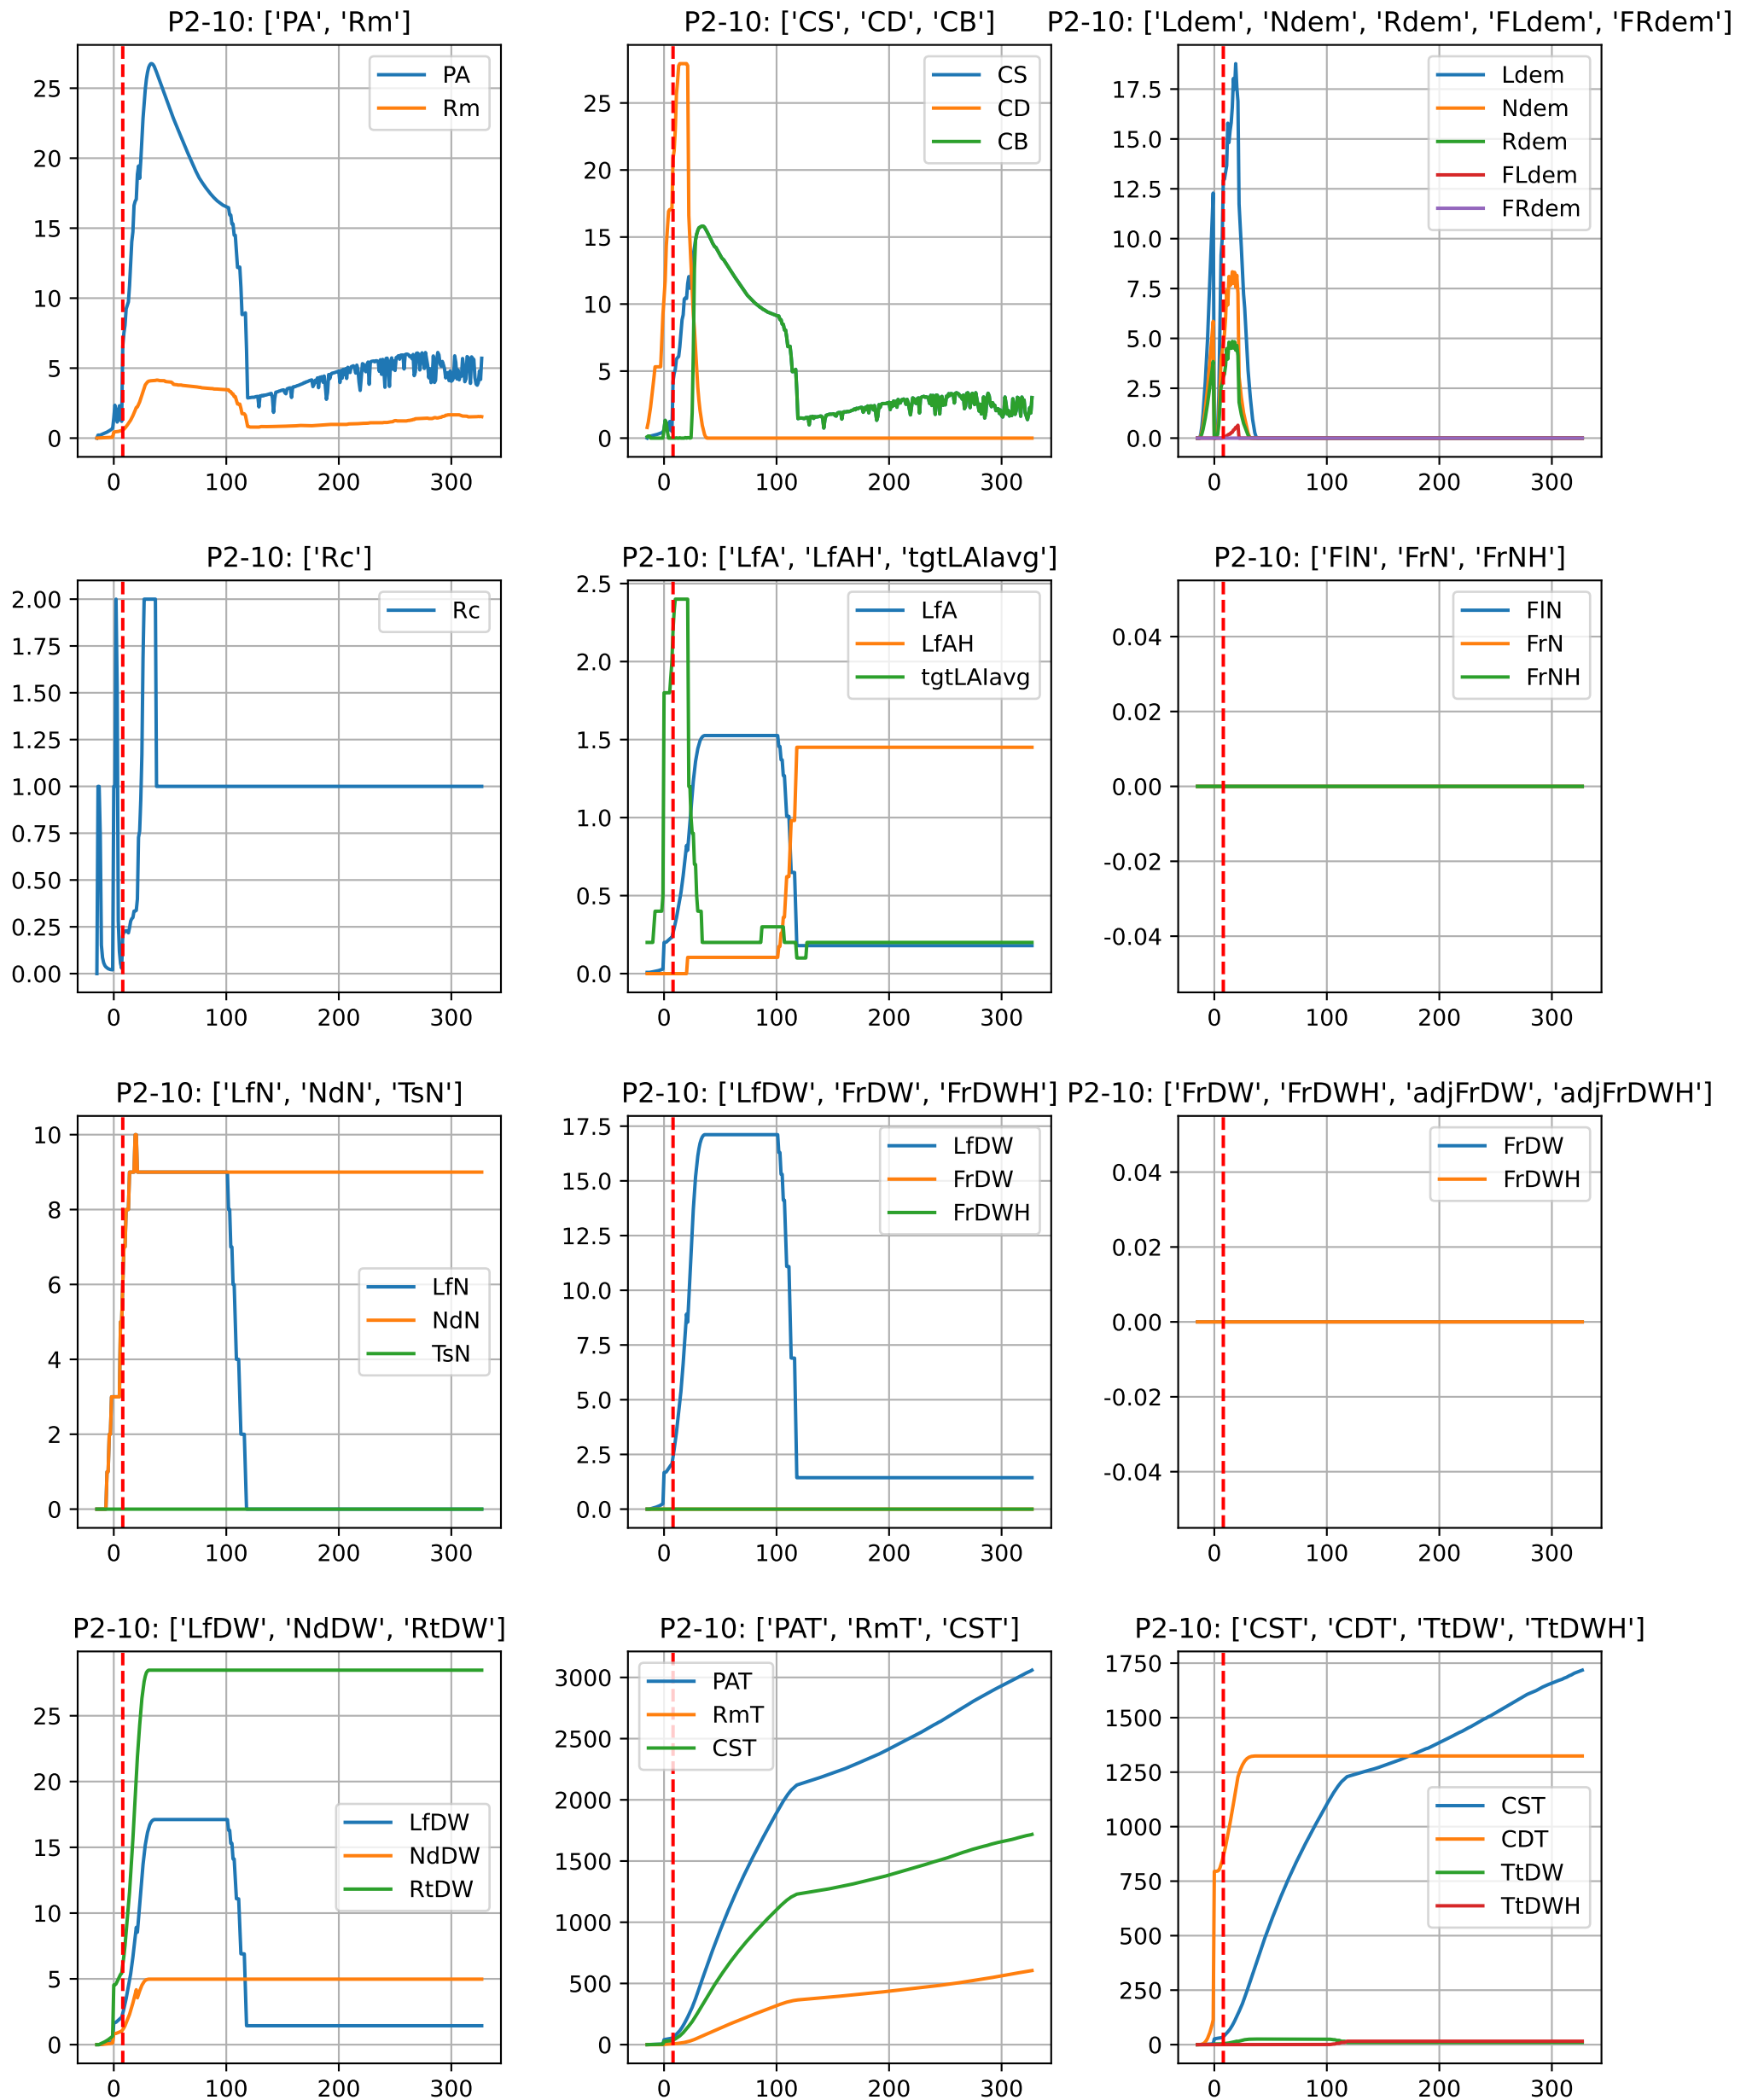 P2-10: ['PA', 'Rm']
PA
Rm
25
20
15
10
5
0
0 100 200 300
P2-10: ['CS', 'CD', 'CB']
CS
CD
CB
25
20
15
10
5
0
0 100 200 300
P2-10: ['Ldem', 'Ndem', 'Rdem', 'FLdem', 'FRdem']
Ldem
Ndem
Rdem
FLdem
FRdem
17.5
15.0
12.5
10.0
7.5
5.0
2.5
0.0
0 100 200 300
P2-10: ['Rc']
Rc
2.00
1.75
1.50
1.25
1.00
0.75
0.50
0.25
0.00
0 100 200 300
P2-10: ['LfA', 'LfAH', 'tgtLAIavg']
LfA
LfAH
tgtLAIavg
2.5
2.0
1.5
1.0
0.5
0.0
0 100 200 300
P2-10: ['FlN', 'FrN', 'FrNH']
FlN
FrN
FrNH
0.04
0.02
0.00
-0.02
-0.04
0 100 200 300
P2-10: ['LfN', 'NdN', 'TsN']
LfN
NdN
TsN
10
8
6
4
2
0
0 100 200 300
P2-10: ['LfDW', 'FrDW', 'FrDWH']
LfDW
FrDW
FrDWH
17.5
15.0
12.5
10.0
7.5
5.0
2.5
0.0
0 100 200 300
P2-10: ['FrDW', 'FrDWH', 'adjFrDW', 'adjFrDWH']
FrDW
FrDWH
0.04
0.02
0.00
-0.02
-0.04
0 100 200 300
P2-10: ['LfDW', 'NdDW', 'RtDW']
LfDW
NdDW
RtDW
25
20
15
10
5
0
0 100 200 300
P2-10: ['PAT', 'RmT', 'CST']
PAT
RmT
CST
3000
2500
2000
1500
1000
500
0
0 100 200 300
P2-10: ['CST', 'CDT', 'TtDW', 'TtDWH']
CST
CDT
TtDW
TtDWH
1750
1500
1250
1000
750
500
250
0
0 100 200 300